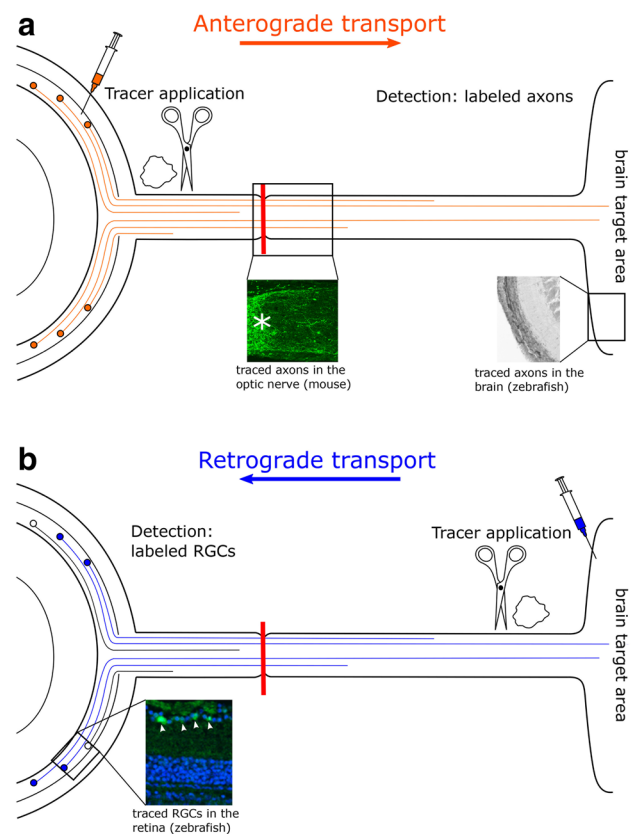 a
Anterograde transport
Tracer application
Detection: labeled axons
brain target area
*
traced axons in the
optic nerve (mouse)
traced axons in the
brain (zebrafish)
b
Retrograde transport
Detection:
labeled RGCs
Tracer application
brain target area
traced RGCs in the
retina (zebrafish)